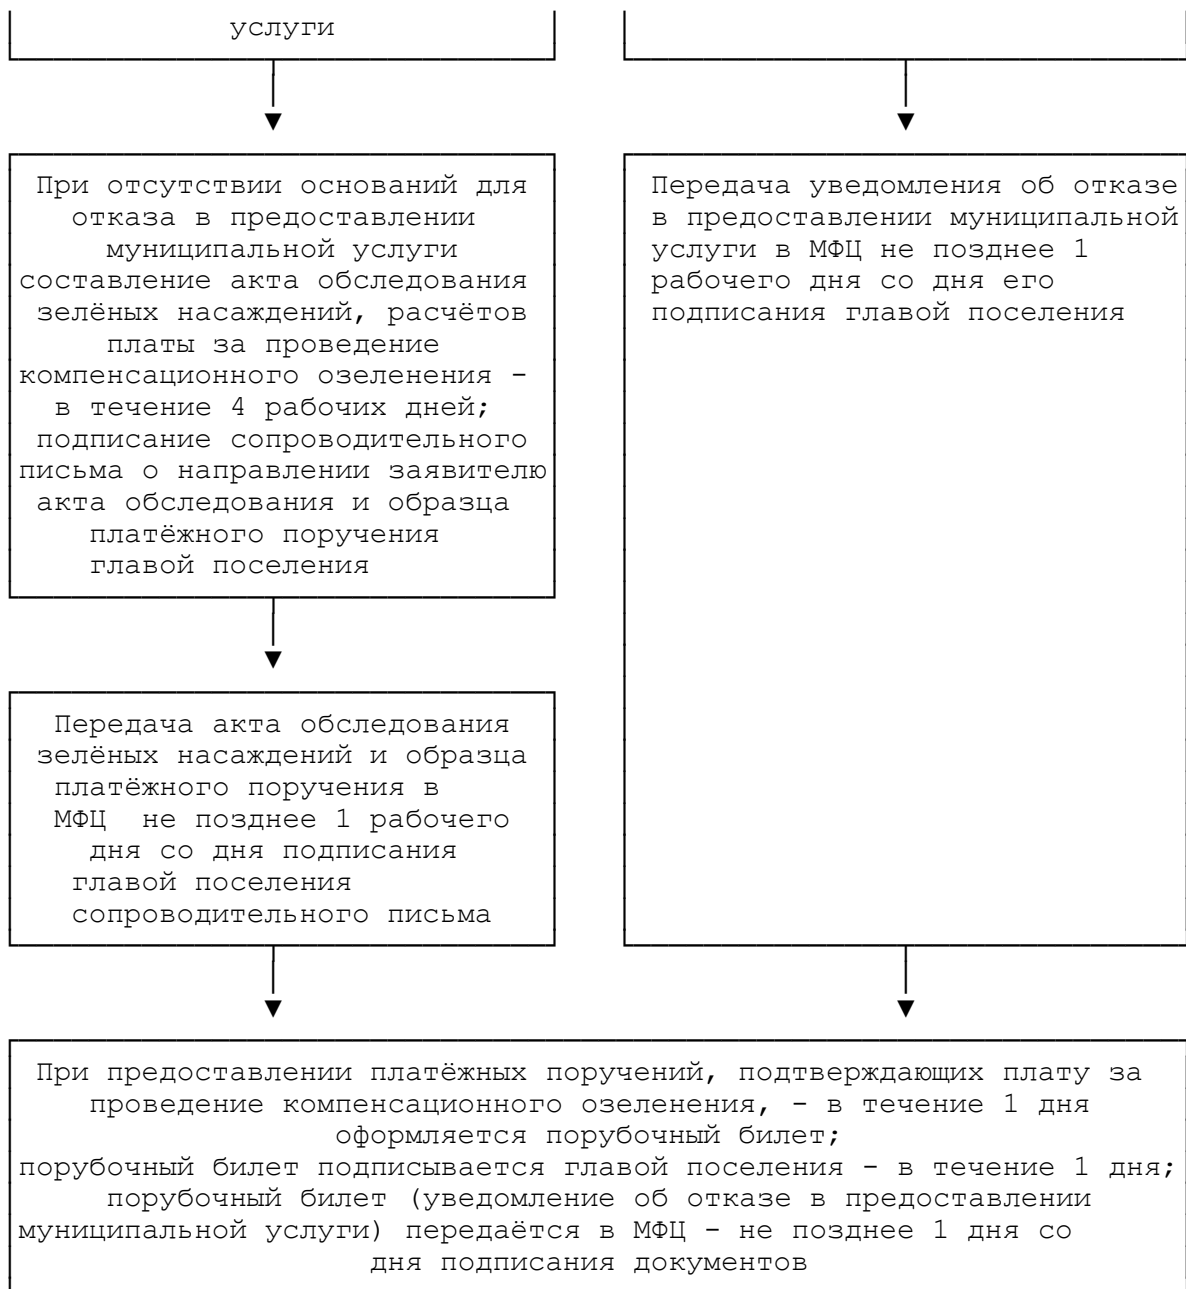 услуги
При отсутствии оснований для
отказа в предоставлении
муниципальной услуги
составление акта обследования
зелёных насаждений, расчётов
платы за проведение
компенсационного озеленения -
в течение 4 рабочих дней;
подписание сопроводительного
письма о направлении заявителю
акта обследования и образца
платёжного поручения
главой поселения
Передача уведомления об отказе
в предоставлении муниципальной
услуги в МФЦ не позднее 1
рабочего дня со дня его
подписания главой поселения
Передача акта обследования
зелёных насаждений и образца
платёжного поручения в
МФЦ  не позднее 1 рабочего
дня со дня подписания
главой поселения
сопроводительного письма
При предоставлении платёжных поручений, подтверждающих плату за
проведение компенсационного озеленения, - в течение 1 дня
оформляется порубочный билет;
порубочный билет подписывается главой поселения - в течение 1 дня;
порубочный билет (уведомление об отказе в предоставлении
муниципальной услуги) передаётся в МФЦ - не позднее 1 дня со
дня подписания документов